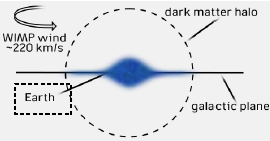 dark matter halo
WIMP wind
~220 km/s
Earth
galactic plane